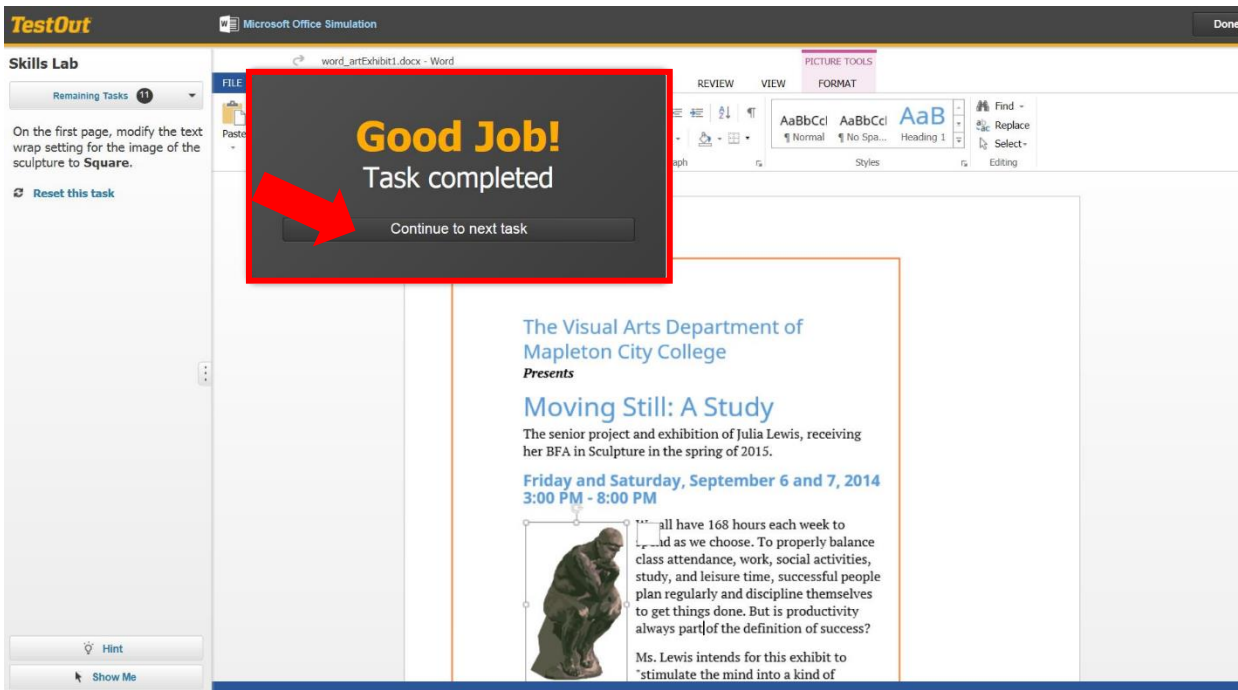 TestOut
Microsoft Office Simulation
Done
Skills Lab
Remaining Tasks 11
On the first page, modify the text
wrap setting for the image of the
sculpture to Square.
Reset this task
Hint
Show Me
word_artExhibit1.docx - Word
PICTURE TOOLS
FILE
REVIEW
VIEW
FORMAT
Paste
AaBbCcl
AaBbCcl
AaB
¶ Normal
¶ No Spa...
Heading 1
Find
Replace
Select
Styles
Editing
Good Job!
Task completed
Continue to next task
The Visual Arts Department of
Mapleton City College
Presents
Moving Still: A Study
The senior project and exhibition of Julia Lewis, receiving
her BFA in Sculpture in the spring of 2015.
Friday and Saturday, September 6 and 7, 2014
3:00 PM - 8:00 PM
all have 168 hours each week to
as we choose. To properly balance
class attendance, work, social activities,
study, and leisure time, successful people
plan regularly and discipline themselves
to get things done. But is productivity
always part of the definition of success?
Ms. Lewis intends for this exhibit to
"stimulate the mind into a kind of